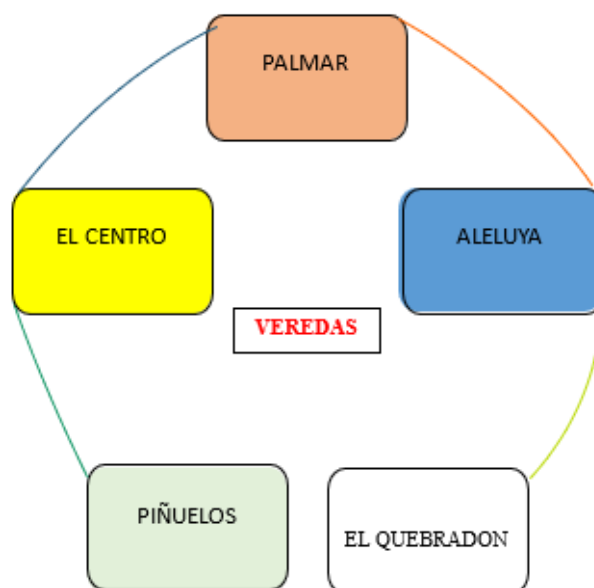 PALMAR
EL CENTRO
ALELUYA
VEREDAS
PIÑUELOS
EL QUEBRADON